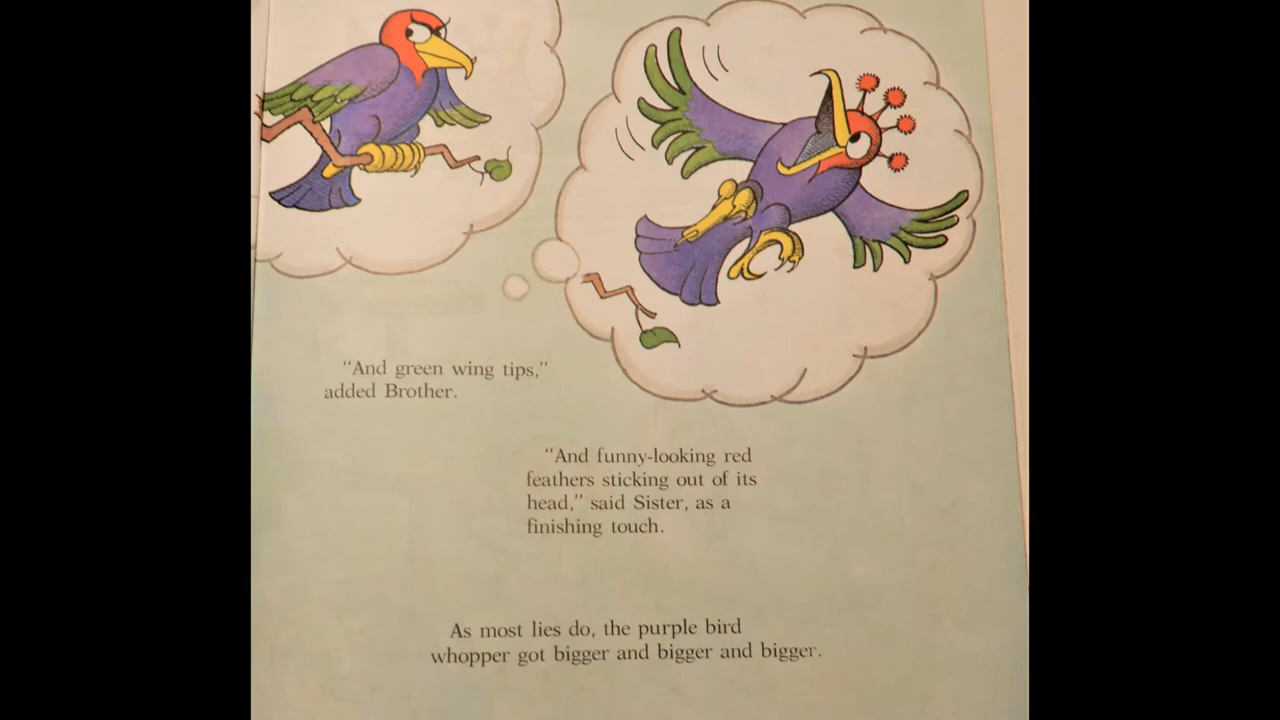 "And green wing tips,"
added Brother.
"And funny-looking red
feathers sticking out of its
head," said Sister, as a
finishing touch.
As most lies do, the purple bird
whopper got bigger and bigger and bigger.